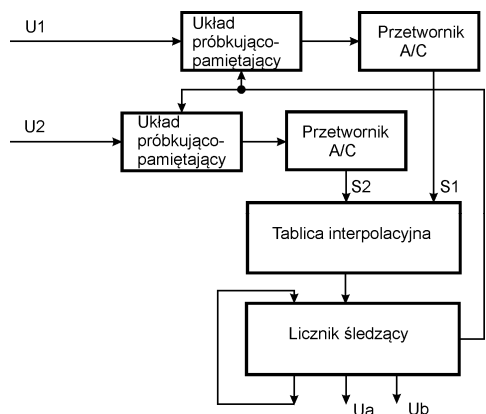 U1
Układ
próbkująco-
pamiętający
Przetwornik
A/C
U2
Układ
próbkująco-
pamiętający
Przetwornik
A/C
S2
S1
Tablica interpolacyjna
Licznik śledzący
Ua
Ub